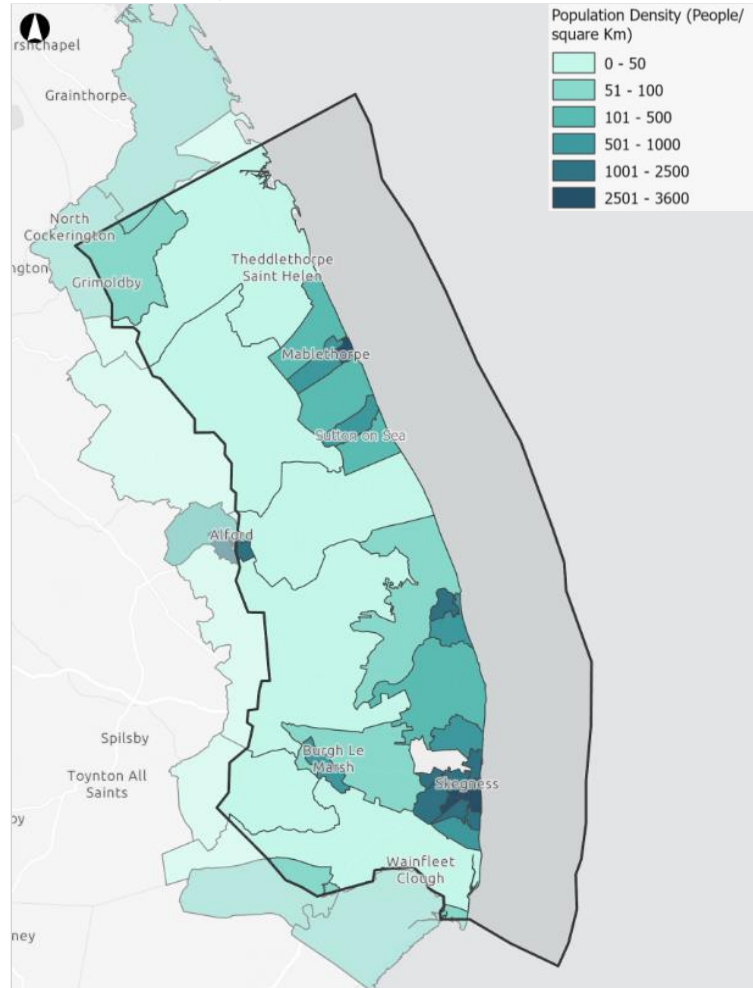 Population Density (People/
square Km)
0 - 50
51 - 100
101 - 500
501 - 1000
1001 - 2500
2501 - 3600
Grainthorpe
North
Cockerington
Grimoldby
Theddlethorpe
Saint Helen
Mablethorpe
Sutton on Sea
Alford
Spilsby
Toynton All
Saints
Burgh Le
Marsh
Skegness
Wainfleet
Clough